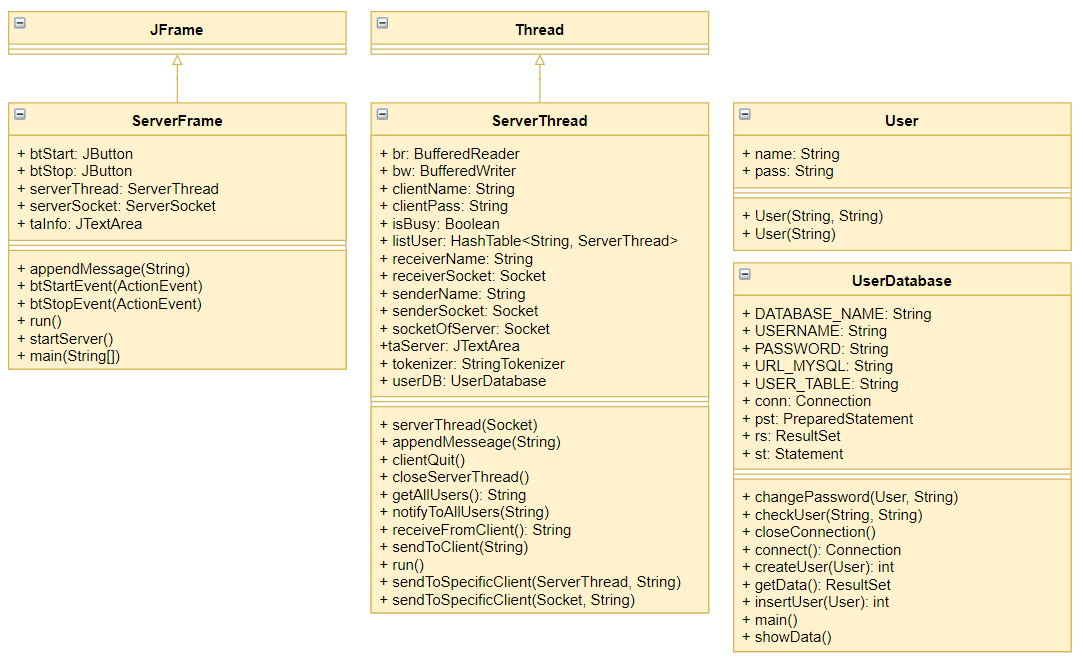 JFrame
ServerFrame
+ btStart: JButton
+ btStop: JButton
+ serverThread: ServerThread
+ serverSocket: ServerSocket
+ taInfo: JTextArea
+ appendMessage(String)
+ btStartEvent(ActionEvent)
+ btStopEvent(ActionEvent)
+ run()
+ startServer()
+ main(String[])
Thread
ServerThread
+ br: BufferedReader
+ bw: BufferedWriter
+ clientName: String
+ clientPass: String
+ isBusy: Boolean
+ listUser: HashTable<String, ServerThread>
+ receiverName: String
+ receiverSocket: Socket
+ senderName: String
+ senderSocket: Socket
+ socketOfServer: Socket
+taServer: JTextArea
+ tokenizer: StringTokenizer
+ userDB: UserDatabase
+ serverThread(Socket)
+ appendMesseage(String)
+ clientQuit()
+ closeServerThread()
+ getAllUsers(): String
+ notifyToAllUsers(String)
+ receiveFromClient(): String
+ sendToClient(String)
+ run()
+ sendToSpecificClient(ServerThread, String)
+ sendToSpecificClient(Socket, String)
User
+ name: String
+ pass: String
+ User(String, String)
+ User(String)
UserDatabase
+ DATABASE_NAME: String
+ USERNAME: String
+ PASSWORD: String
+ URL_MYSQL: String
+ USER_TABLE: String
+ conn: Connection
+ pst: PreparedStatement
+ rs: ResultSet
+ st: Statement
+ changePassword(User, String)
+ checkUser(String, String)
+ closeConnection()
+ connect(): Connection
+ createUser(User): int
+ getData(): ResultSet
+ insertUser(User): int
+ main()
+ showData()